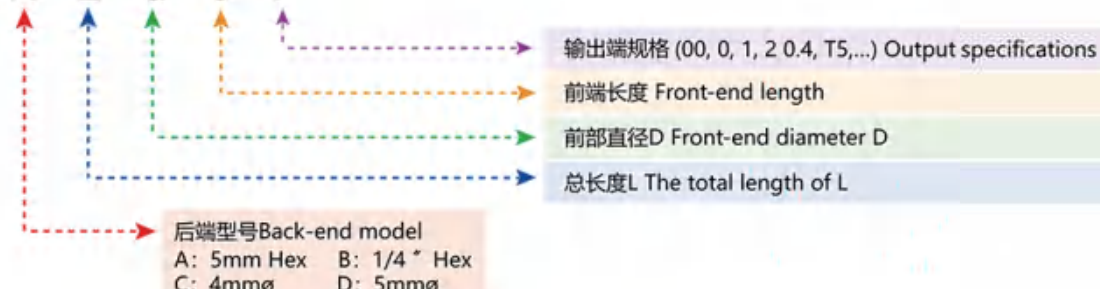 输出端规格 (00, 0, 1, 2 0.4, T5,...) Output specifications
前端长度 Front-end length
前部直径D Front-end diameter D
总长度L The total length of L
后端型号Back-end model
A: 5mm Hex B: 1/4 ″ Hex
C: 4mmø D: 5mmø